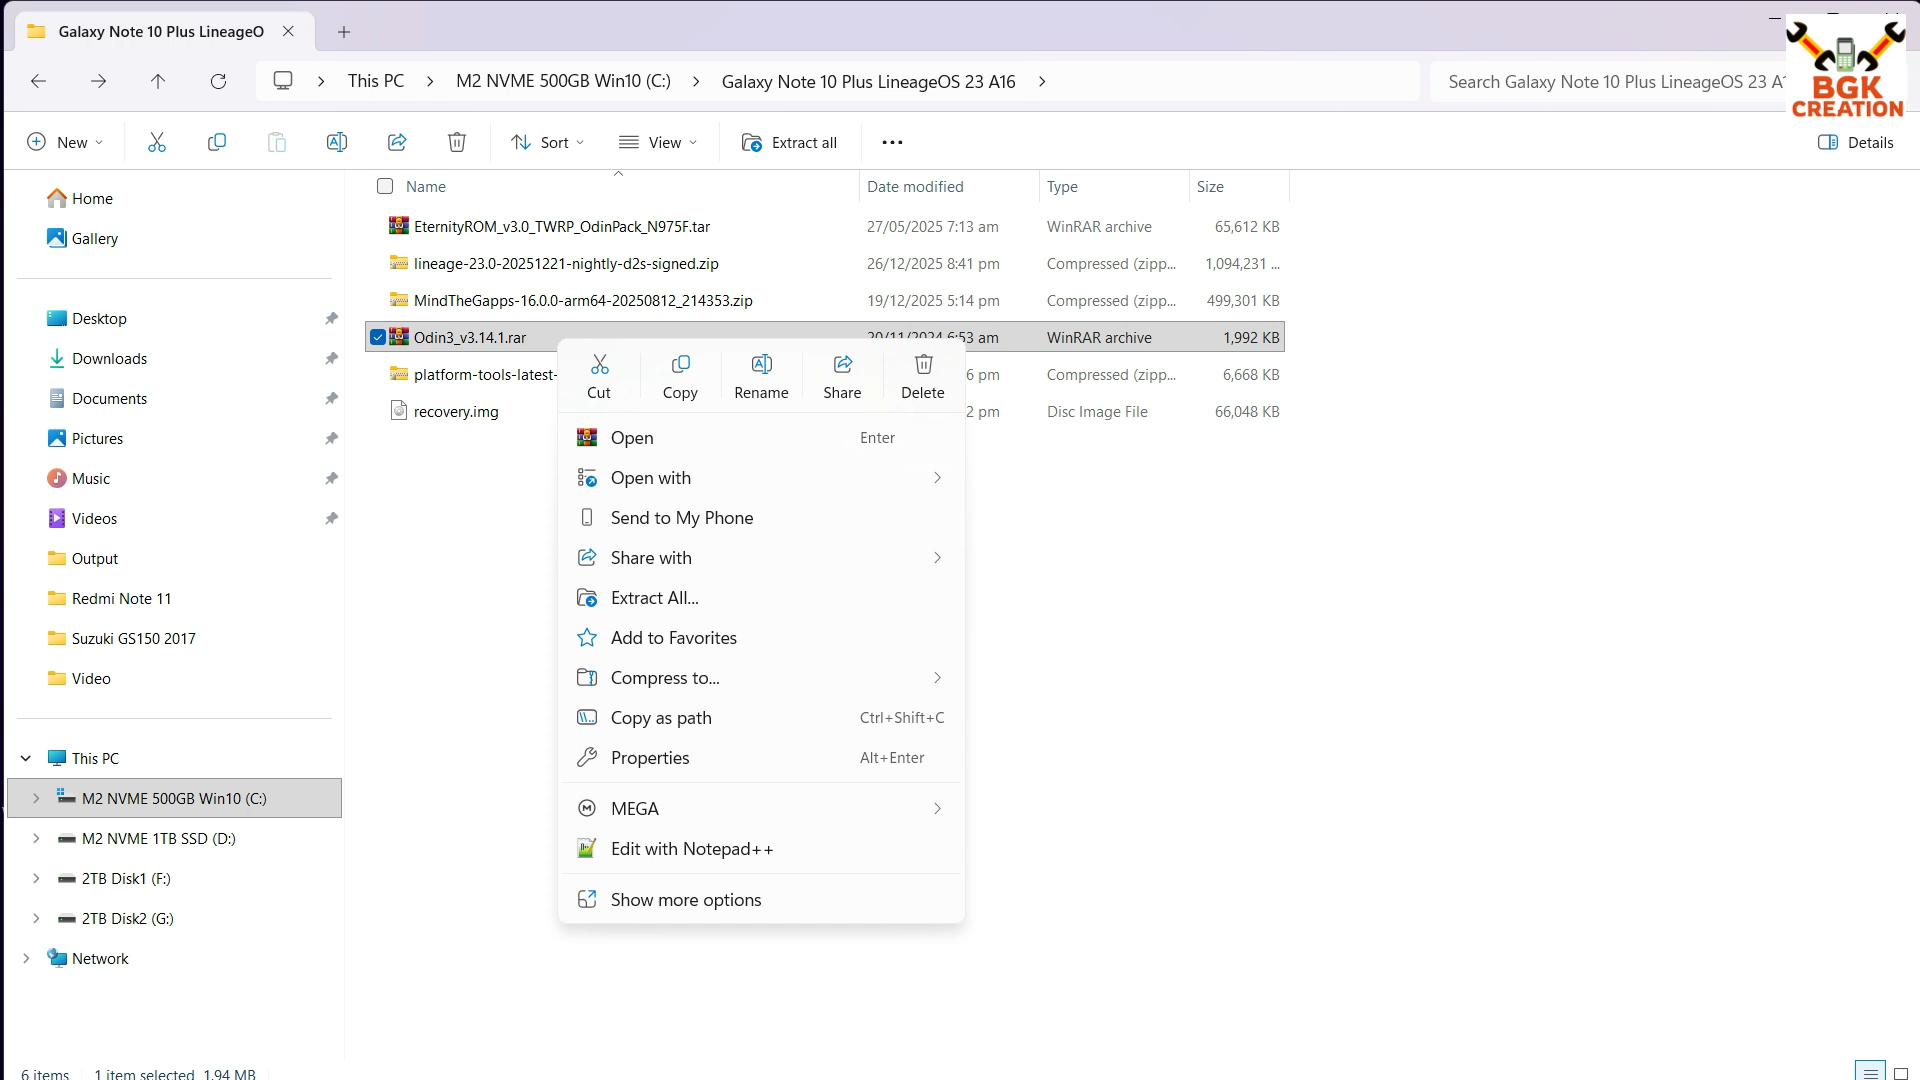 Galaxy Note 10 Plus LineageO
This PC
M2 NVME 500GB Win10 (C:)
Galaxy Note 10 Plus LineageOS 23 A16
Search Galaxy Note 10 Plus LineageOS 23 A
BGK
CREATION
New
Sort
View
Extract all
Details
Name
Date modified
Type
Size
EternityROM_v3.0_TWRP_OdinPack_N975F.tar
27/05/2025 7:13 am
WinRAR archive
65,612 KB
lineage-23.0-20251221-nightly-d2s-signed.zip
26/12/2025 8:41 pm
Compressed (zipp...
1,094,231 ...
MindTheGapps-16.0.0-arm64-20250812_214353.zip
19/12/2025 5:14 pm
Compressed (zipp...
499,301 KB
Odin3_v3.14.1.rar
20/11/2024 6:53 am
WinRAR archive
1,992 KB
platform-tools-latest-
6 pm
Compressed (zipp...
6,668 KB
recovery.img
2 pm
Disc Image File
66,048 KB
Home
Gallery
Desktop
Downloads
Documents
Pictures
Music
Videos
Output
Redmi Note 11
Suzuki GS150 2017
Video
This PC
M2 NVME 500GB Win10 (C:)
M2 NVME 1TB SSD (D:)
2TB Disk1 (F:)
2TB Disk2 (G:)
Network
Cut
Copy
Rename
Share
Delete
Open
Enter
Open with
Send to My Phone
Share with
Extract All...
Add to Favorites
Compress to...
Copy as path
Ctrl+Shift+C
Properties
Alt+Enter
MEGA
Edit with Notepad++
Show more options
6 items
1 item selected 1.94 MB